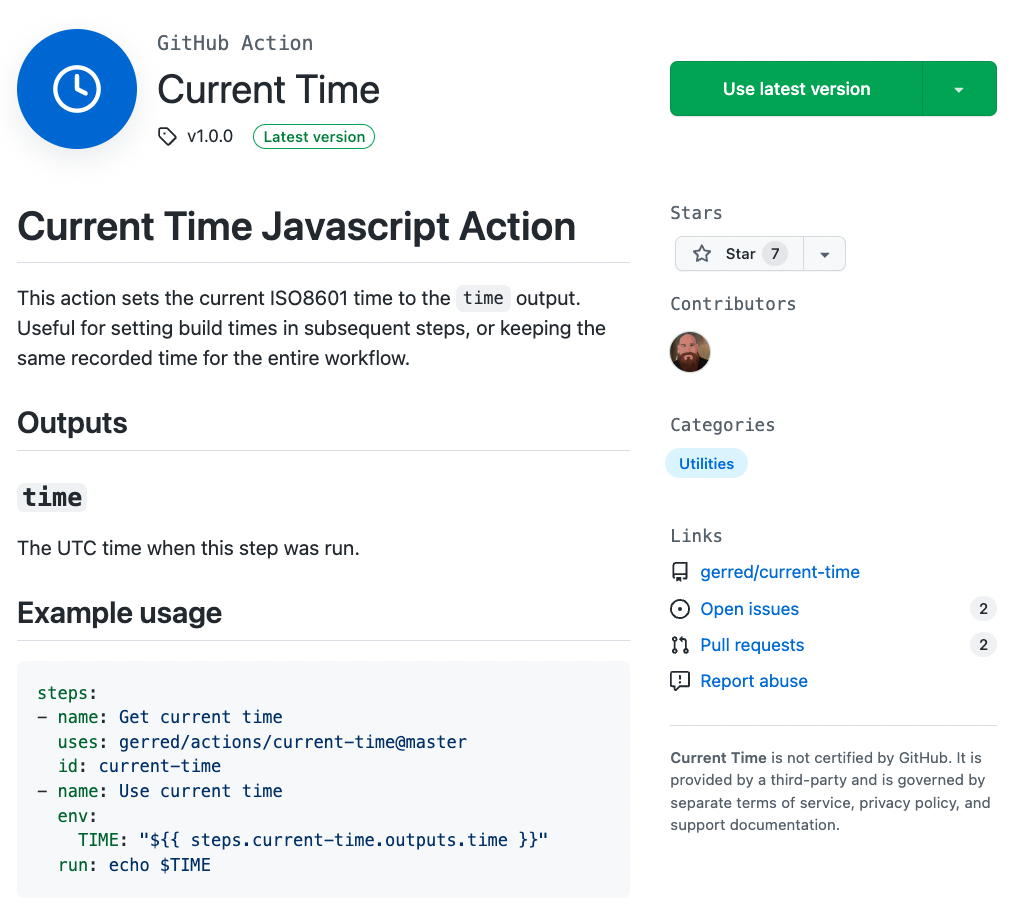 GitHub Action
Current Time
v1.0.0 Latest version
Use latest version
Current Time Javascript Action
This action sets the current ISO8601 time to the time output.
Useful for setting build times in subsequent steps, or keeping the
same recorded time for the entire workflow.
Outputs
time
The UTC time when this step was run.
Example usage
steps:
- name: Get current time
  uses: gerred/actions/current-time@master
  id: current-time
- name: Use current time
  env:
    TIME: "${{ steps.current-time.outputs.time }}"
  run: echo $TIME
Stars
Star 7
Contributors
Categories
Utilities
Links
gerred/current-time
Open issues 2
Pull requests 2
Report abuse
Current Time is not certified by GitHub. It is
provided by a third-party and is governed by
separate terms of service, privacy policy, and
support documentation.